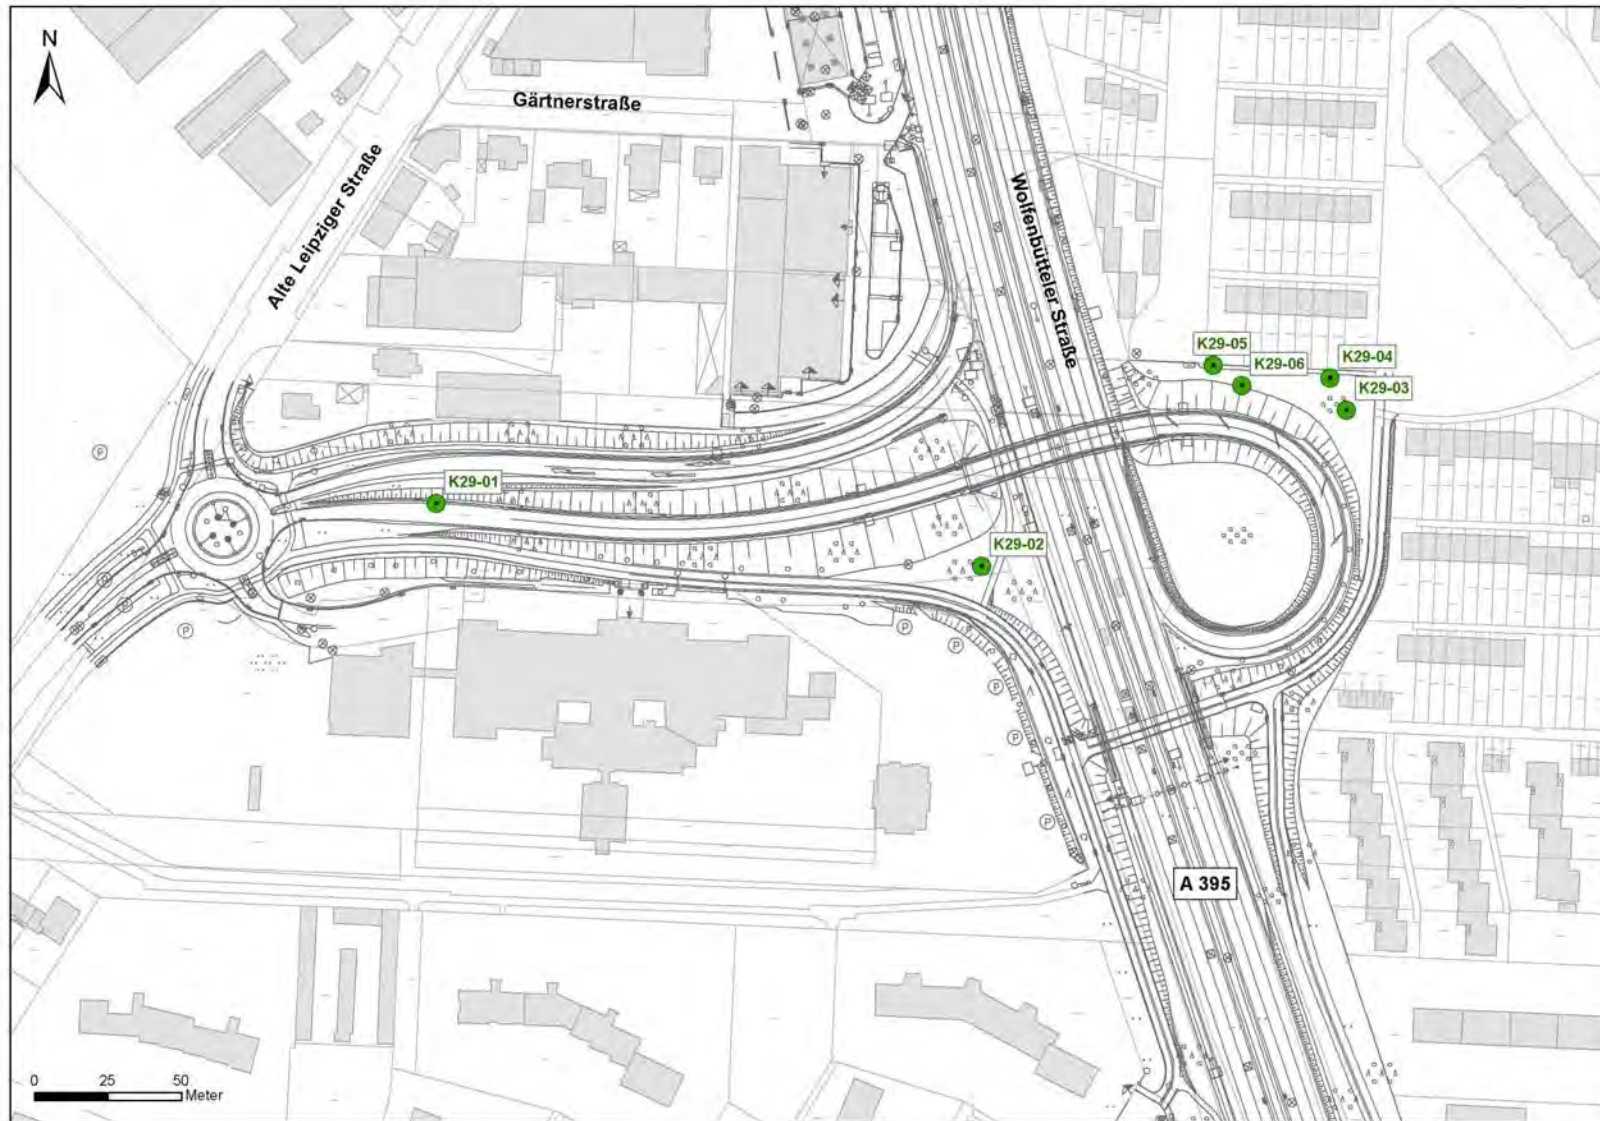 N
Gärtnerstraße
Alte Leipziger Straße
Wolfenbütteler Straße
K29-05
K29-06
K29-04
K29-03
K29-01
K29-02
P
P
P
P
P
P
P
A 395
0 25 50
Meter